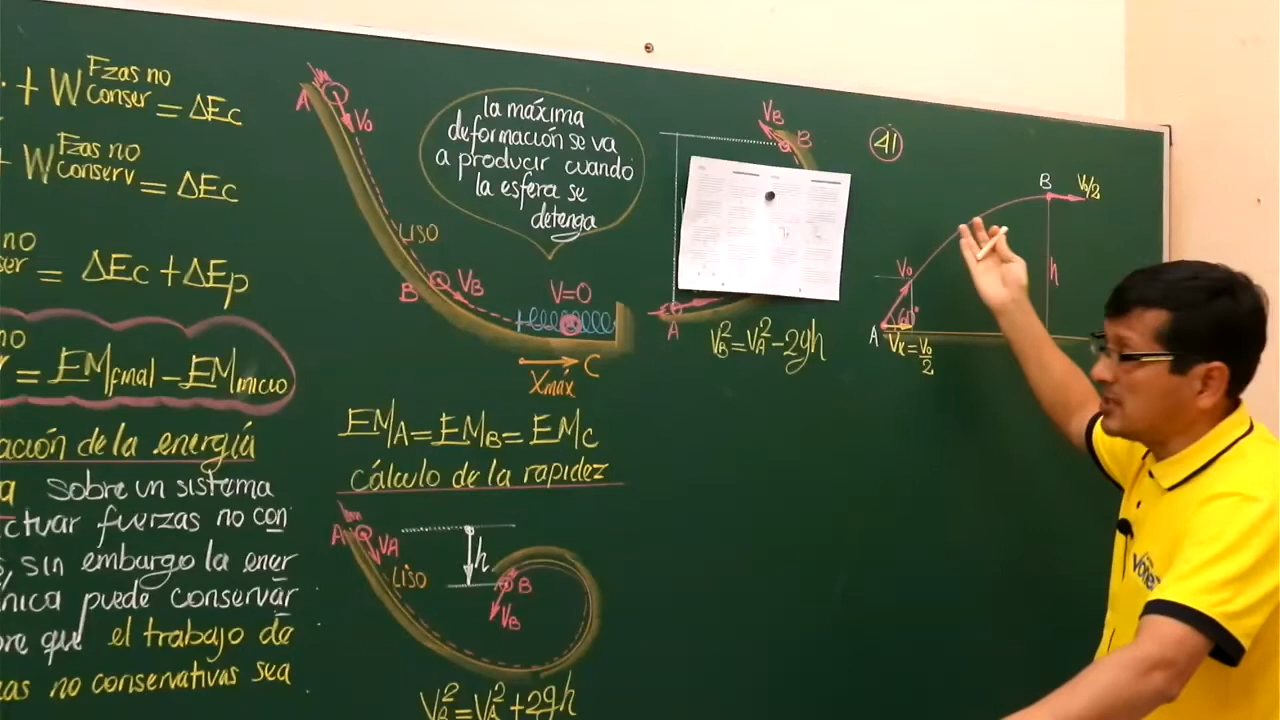 + W Fzas no conser = ΔEc
+ W Fzas no conserv = ΔEc
no
ser = ΔEc + ΔEp
no
= EMfinal - EMinicio
ación de la energía
a sobre un sistema
ctuar fuerzas no con
s, sin embargo la ener
nica puede conservar
pre que el trabajo de
zas no conservativas sea
m
A
V₀
la máxima
deformación se va
a producir cuando
la esfera se
detenga
LISO
B
VB
V=0
Xmáx
C
EMA = EMB = EMC
cálculo de la rapidez
m
A
VA
LISO
h
B
VB
VB² = VA² + 2gh
VB
B
A
VB² = VA² - 2gh
41
B
V₀/2
V₀
h
A
60°
Vx = V₀/2